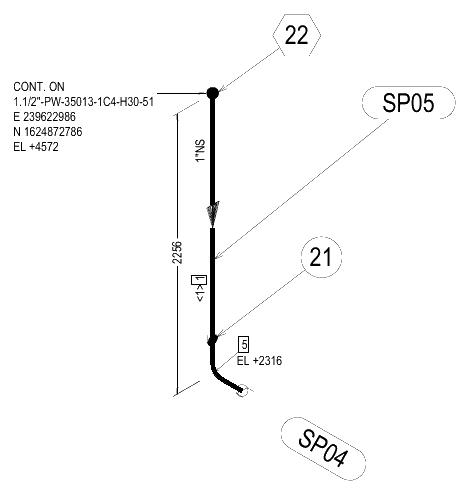 22
CONT. ON
1.1/2"-PW-35013-1C4-H30-51
E 239622986
N 1624872786
EL +4572
SP05
1"NS
2256
21
<1> 1
5
EL +2316
SP04